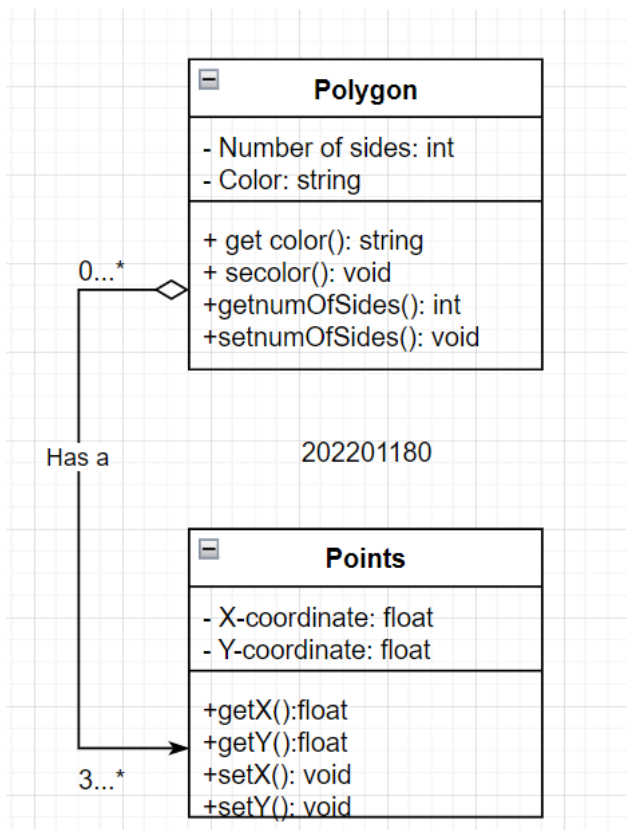 Polygon
- Number of sides: int
- Color: string
+ get color(): string
+ secolor(): void
+getnumOfSides(): int
+setnumOfSides(): void
0...*
Has a
202201180
Points
- X-coordinate: float
- Y-coordinate: float
+getX():float
+getY():float
+setX(): void
+setY(): void
3...*